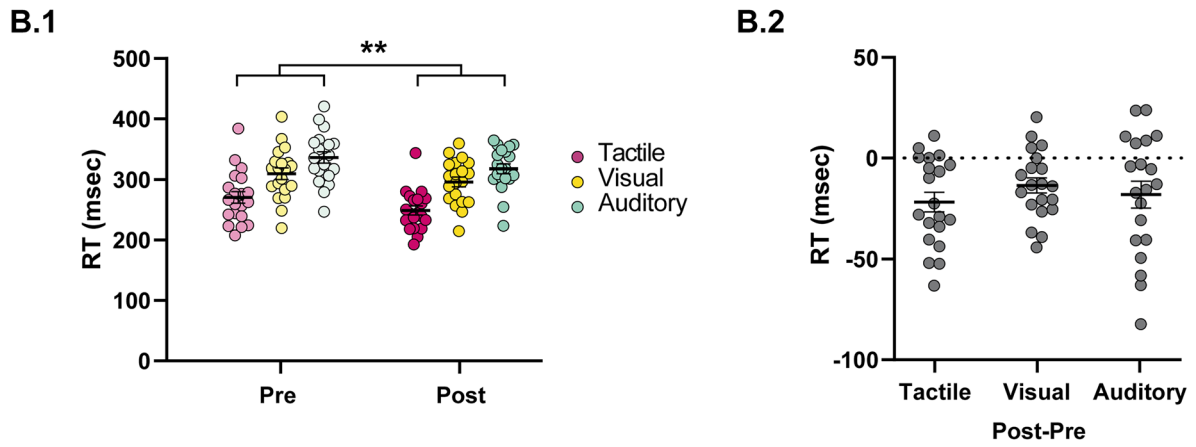 B.1
**
500
400
300
200
100
0
RT (msec)
Pre
Post
Tactile
Visual
Auditory
B.2
50
0
-50
-100
RT (msec)
Tactile
Visual
Auditory
Post-Pre